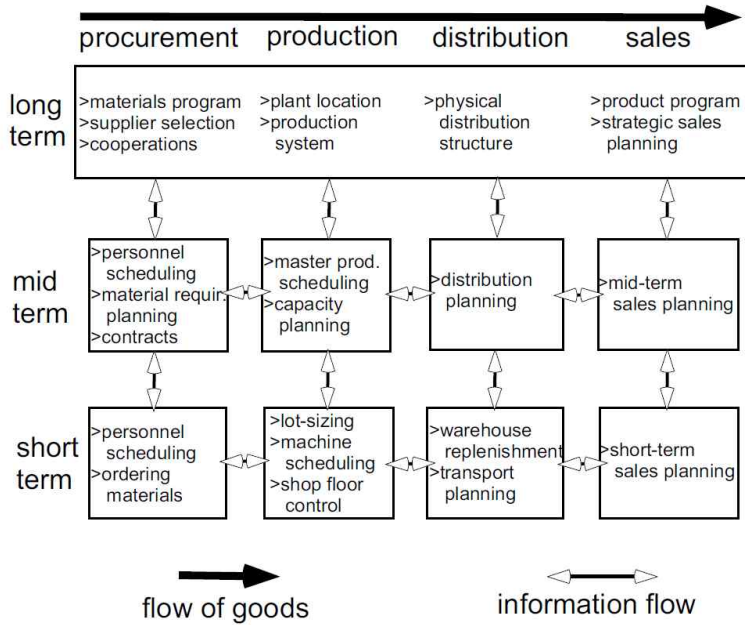 procurement production distribution sales
long
term
>materials program
>supplier selection
>cooperations
>plant location
>production
system
>physical
distribution
structure
>product program
>strategic sales
planning
mid
term
>personnel
scheduling
>material requir.
planning
>contracts
>master prod.
scheduling
>capacity
planning
>distribution
planning
>mid-term
sales planning
short
term
>personnel
scheduling
>ordering
materials
>lot-sizing
>machine
scheduling
>shop floor
control
>warehouse
replenishment
>transport
planning
>short-term
sales planning
flow of goods
information flow